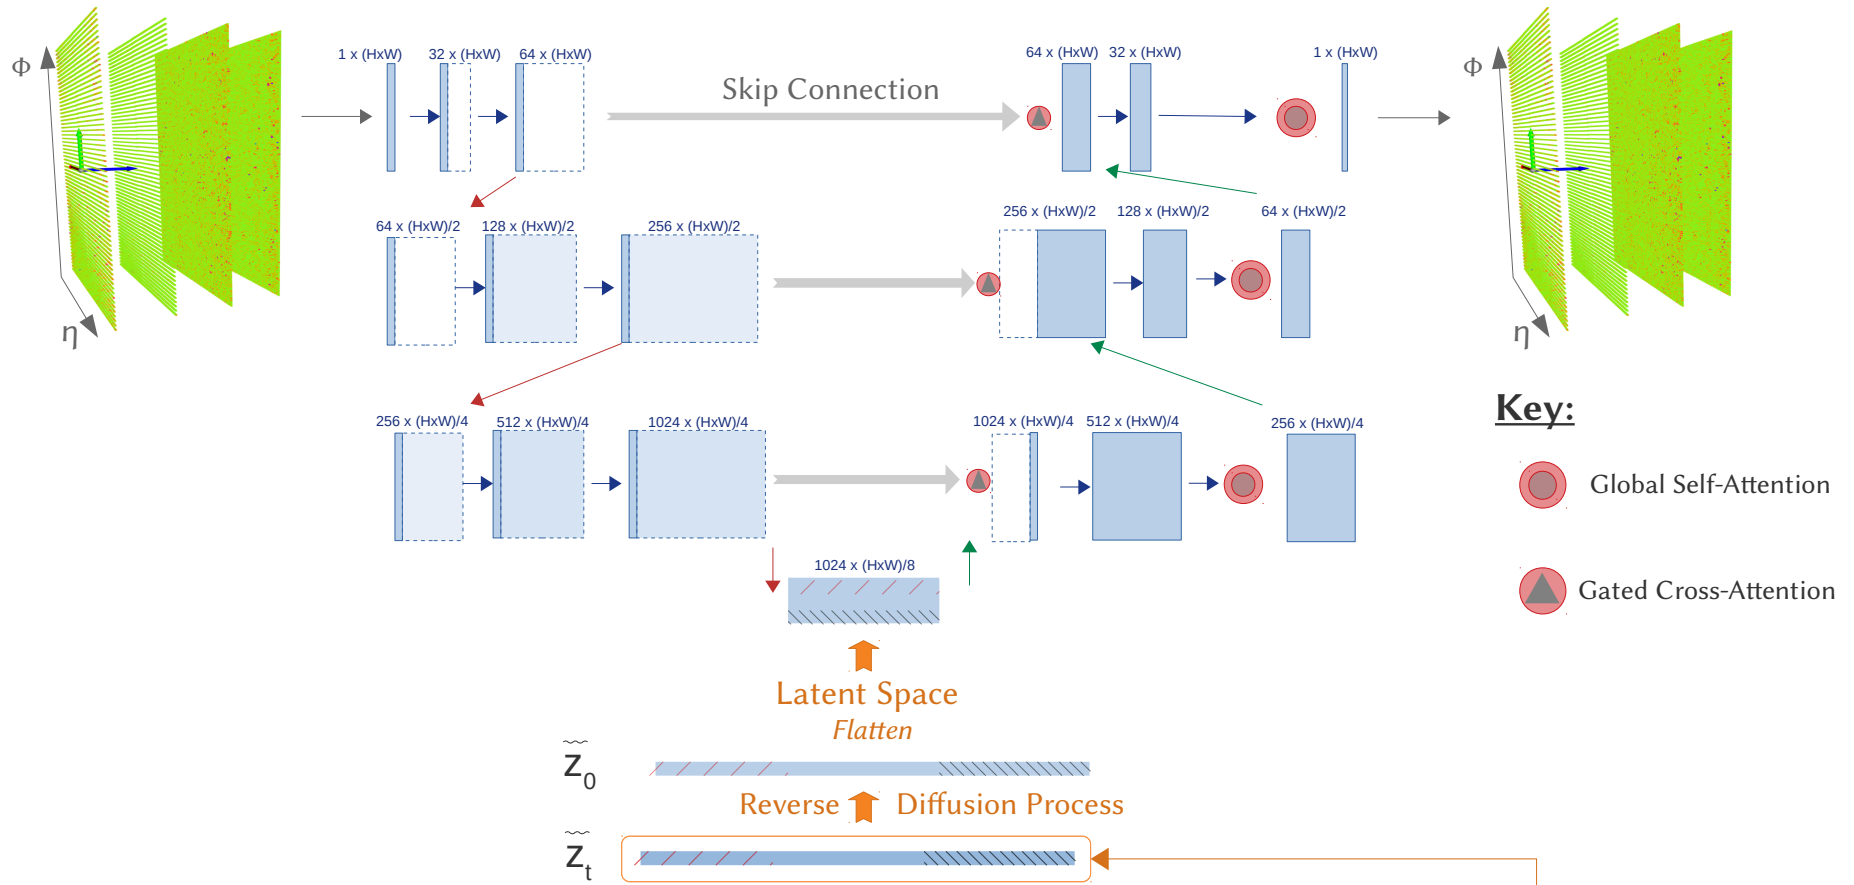 Φ
η
1 x (HxW)
32 x (HxW)
64 x (HxW)
Skip Connection
64 x (HxW)
32 x (HxW)
1 x (HxW)
Φ
η
64 x (HxW)/2
128 x (HxW)/2
256 x (HxW)/2
256 x (HxW)/2
128 x (HxW)/2
64 x (HxW)/2
256 x (HxW)/4
512 x (HxW)/4
1024 x (HxW)/4
1024 x (HxW)/4
512 x (HxW)/4
256 x (HxW)/4
Key:
Global Self-Attention
Gated Cross-Attention
1024 x (HxW)/8
Latent Space
Flatten
z̃₀
Reverse Diffusion Process
z̃ₜ